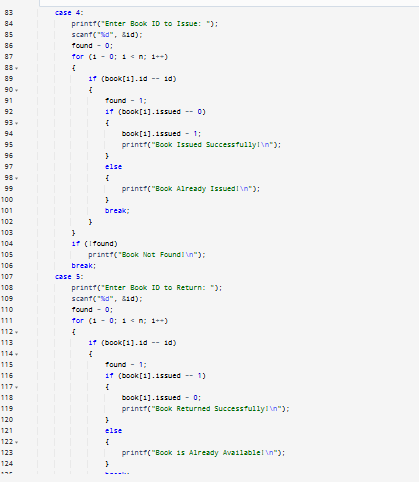 83 case 4:
84 printf("Enter Book ID to Issue: ");
85 scanf("%d", &id);
86 found = 0;
87 for (i = 0; i < n; i++)
88 {
89 if (book[i].id == id)
90 {
91 found = 1;
92 if (book[i].issued == 0)
93 {
94 book[i].issued = 1;
95 printf("Book Issued Successfully!\n");
96 }
97 else
98 {
99 printf("Book Already Issued!\n");
100 }
101 break;
102 }
103 }
104 if (!found)
105 printf("Book Not Found!\n");
106 break;
107 case 5:
108 printf("Enter Book ID to Return: ");
109 scanf("%d", &id);
110 found = 0;
111 for (i = 0; i < n; i++)
112 {
113 if (book[i].id == id)
114 {
115 found = 1;
116 if (book[i].issued == 1)
117 {
118 book[i].issued = 0;
119 printf("Book Returned Successfully!\n");
120 }
121 else
122 {
123 printf("Book is Already Available!\n");
124 }